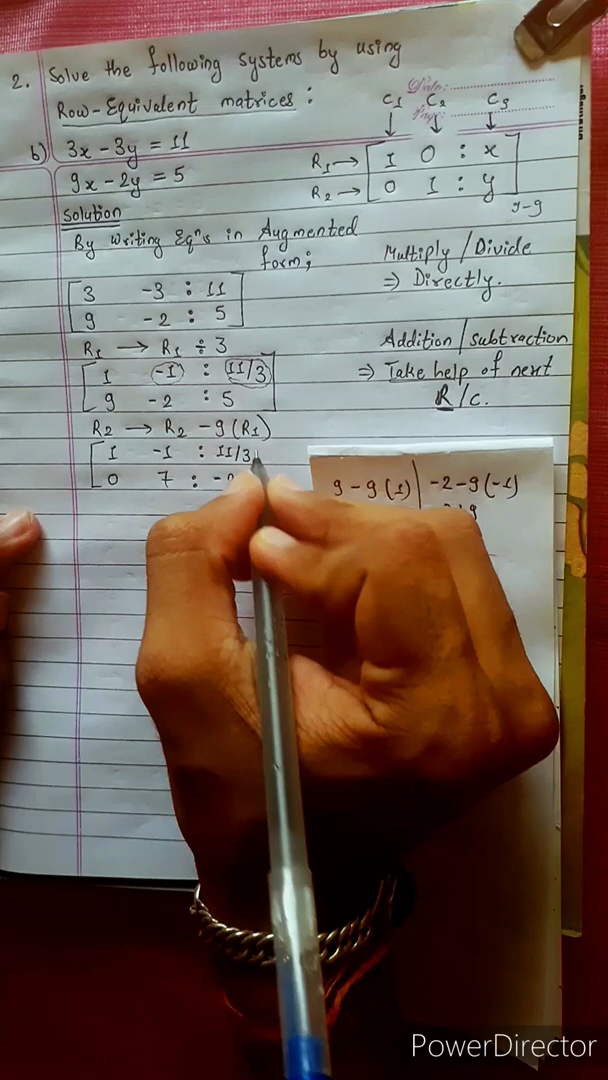 2. Solve the following systems by using
Row-Equivalent matrices :
b) 3x - 3y = 11
9x - 2y = 5
Solution
By writing Eqⁿs in Augmented
form;
[3 -3 : 11
9 -2 : 5]
R₁ → R₁ ÷ 3
[1 -1 : 11/3
9 -2 : 5]
R₂ → R₂ - 9(R₁)
[1 -1 : 11/3
0 7 : -
Date:
C₁ C₂ C₃
R₁ → [1 0 : x
R₂ → 0 1 : y]
9-9
Multiply / Divide
⇒ Directly.
Addition / subtraction
⇒ Take help of next
R/C.
9-9(1) | -2-9(-1)
PowerDirector